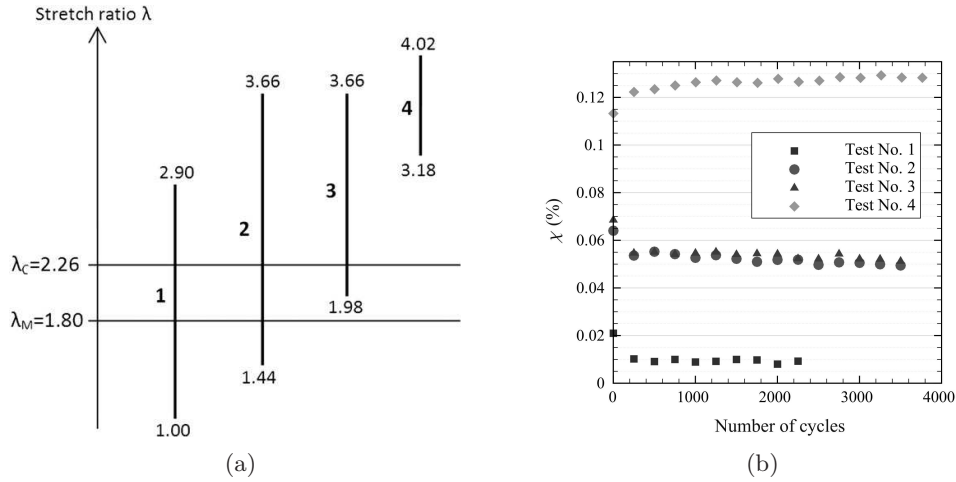 Stretch ratio λ
4.02
3.66
3.66
4
3.18
2.90
3
2
λC=2.26
1
1.98
λM=1.80
1.44
1.00
(a)
0.12
0.1
0.08
0.06
0.04
0.02
0
χ (%)
Test No. 1
Test No. 2
Test No. 3
Test No. 4
0 1000 2000 3000 4000
Number of cycles
(b)